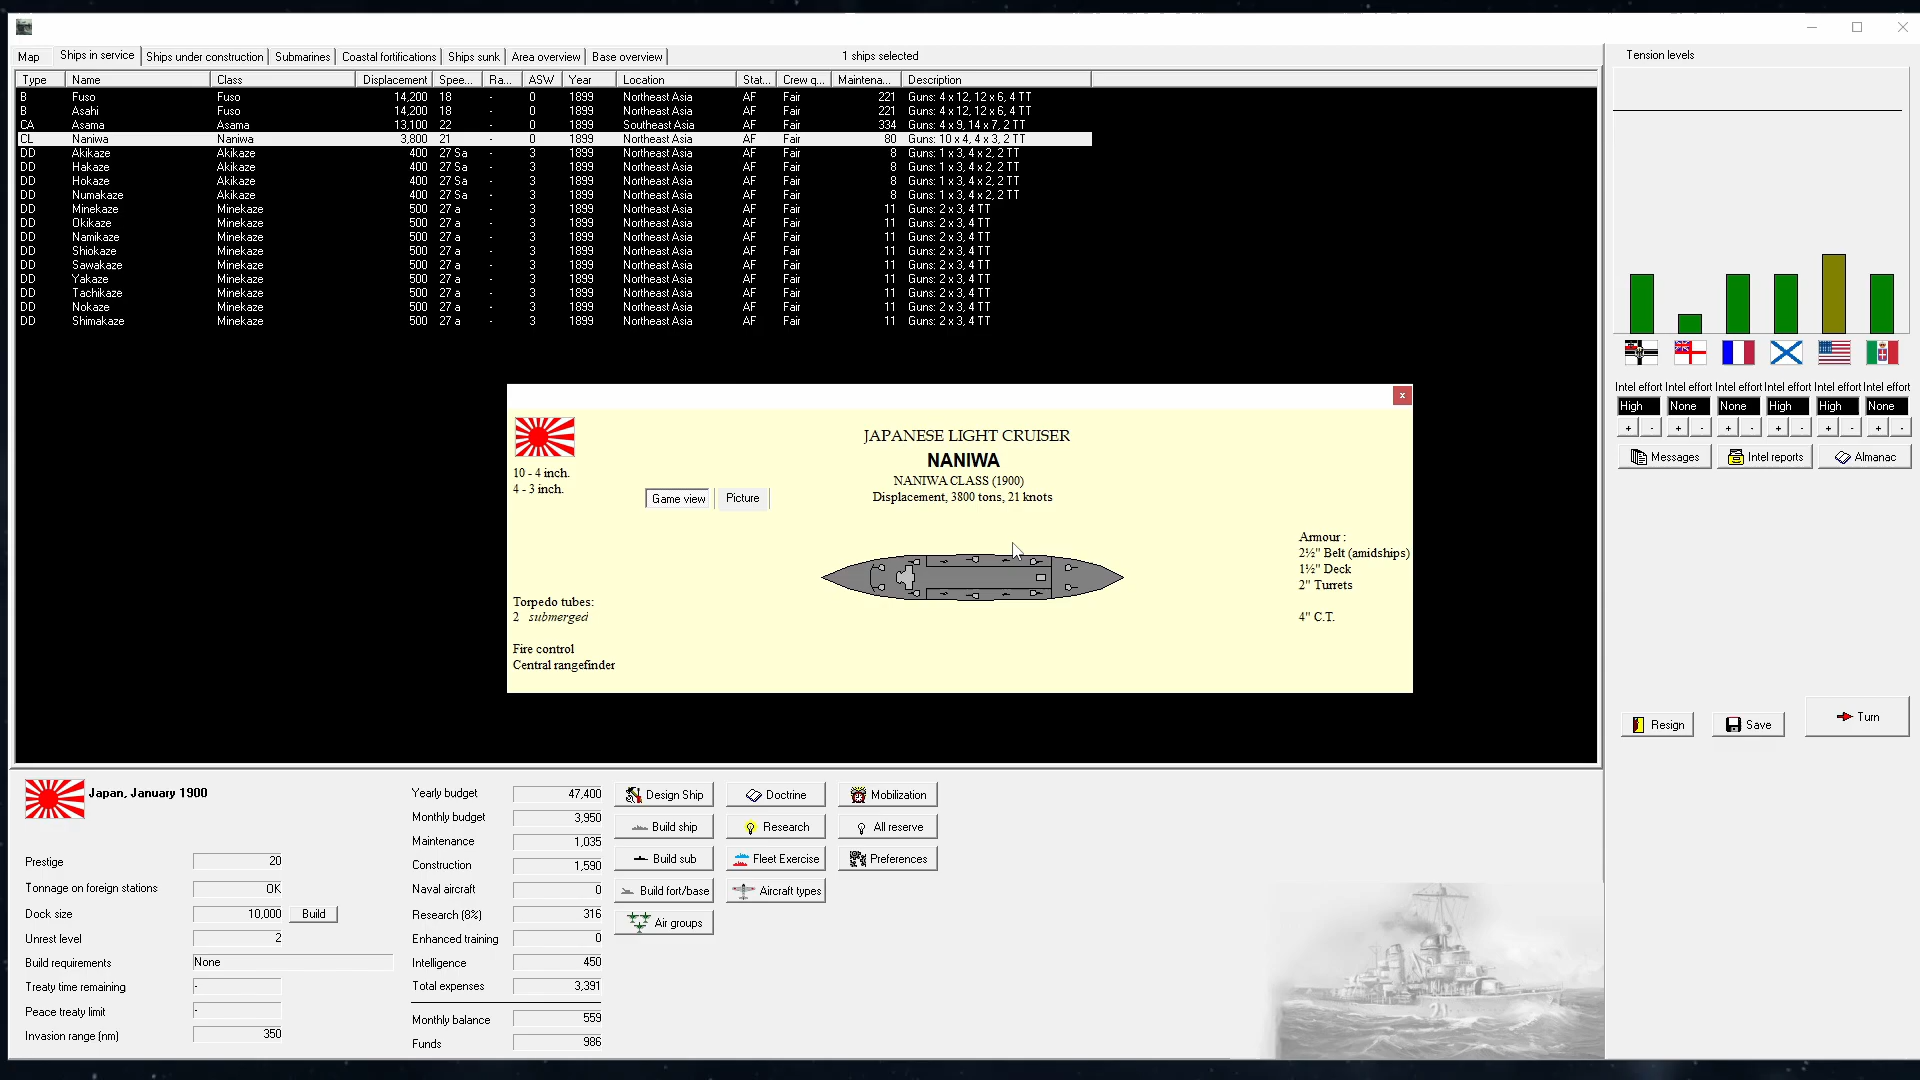 Map Ships in service Ships under construction Submarines Coastal fortifications Ships sunk Area overview Base overview 1 ships selected Tension levels
Type Name Class Displacement Spee... Ra... ASW Year Location Stat... Crew q... Maintena... Description
B Fuso Fuso 14,200 18 - 0 1899 Northeast Asia AF Fair 221 Guns: 4 x 12, 12 x 6, 4 TT
B Asahi Fuso 14,200 18 - 0 1899 Northeast Asia AF Fair 221 Guns: 4 x 12, 12 x 6, 4 TT
CA Asama Asama 13,100 22 - 0 1899 Southeast Asia AF Fair 334 Guns: 4 x 9, 14 x 7, 2 TT
CL Naniwa Naniwa 3,800 21 - 0 1899 Northeast Asia AF Fair 80 Guns: 10 x 4, 4 x 3, 2 TT
DD Akikaze Akikaze 400 27 Sa - 3 1899 Northeast Asia AF Fair 8 Guns: 1 x 3, 4 x 2, 2 TT
DD Hakaze Akikaze 400 27 Sa - 3 1899 Northeast Asia AF Fair 8 Guns: 1 x 3, 4 x 2, 2 TT
DD Hokaze Akikaze 400 27 Sa - 3 1899 Northeast Asia AF Fair 8 Guns: 1 x 3, 4 x 2, 2 TT
DD Numakaze Akikaze 400 27 Sa - 3 1899 Northeast Asia AF Fair 8 Guns: 1 x 3, 4 x 2, 2 TT
DD Minekaze Minekaze 500 27 a - 3 1899 Northeast Asia AF Fair 11 Guns: 2 x 3, 4 TT
DD Okikaze Minekaze 500 27 a - 3 1899 Northeast Asia AF Fair 11 Guns: 2 x 3, 4 TT
DD Namikaze Minekaze 500 27 a - 3 1899 Northeast Asia AF Fair 11 Guns: 2 x 3, 4 TT
DD Shiokaze Minekaze 500 27 a - 3 1899 Northeast Asia AF Fair 11 Guns: 2 x 3, 4 TT
DD Sawakaze Minekaze 500 27 a - 3 1899 Northeast Asia AF Fair 11 Guns: 2 x 3, 4 TT
DD Yakaze Minekaze 500 27 a - 3 1899 Northeast Asia AF Fair 11 Guns: 2 x 3, 4 TT
DD Tachikaze Minekaze 500 27 a - 3 1899 Northeast Asia AF Fair 11 Guns: 2 x 3, 4 TT
DD Nokaze Minekaze 500 27 a - 3 1899 Northeast Asia AF Fair 11 Guns: 2 x 3, 4 TT
DD Shimakaze Minekaze 500 27 a - 3 1899 Northeast Asia AF Fair 11 Guns: 2 x 3, 4 TT
Intel effort Intel effort Intel effort Intel effort Intel effort Intel effort
High None None High High None
+ - + - + - + - + - + -
Messages Intel reports Almanac
x
JAPANESE LIGHT CRUISER
NANIWA
NANIWA CLASS (1900)
Displacement, 3800 tons, 21 knots
10 - 4 inch.
4 - 3 inch.
Game view Picture
Armour :
2½" Belt (amidships)
1½" Deck
2" Turrets
4" C.T.
Torpedo tubes:
2 submerged
Fire control
Central rangefinder
Resign Save Turn
Japan, January 1900
Prestige 20
Tonnage on foreign stations OK
Dock size 10,000 Build
Unrest level 2
Build requirements None
Treaty time remaining -
Peace treaty limit -
Invasion range (nm) 350
Yearly budget 47,400
Monthly budget 3,950
Maintenance 1,035
Construction 1,590
Naval aircraft 0
Research (8%) 316
Enhanced training 0
Intelligence 450
Total expenses 3,391
Monthly balance 559
Funds 986
Design Ship Doctrine Mobilization
Build ship Research All reserve
Build sub Fleet Exercise Preferences
Build fort/base Aircraft types
Air groups